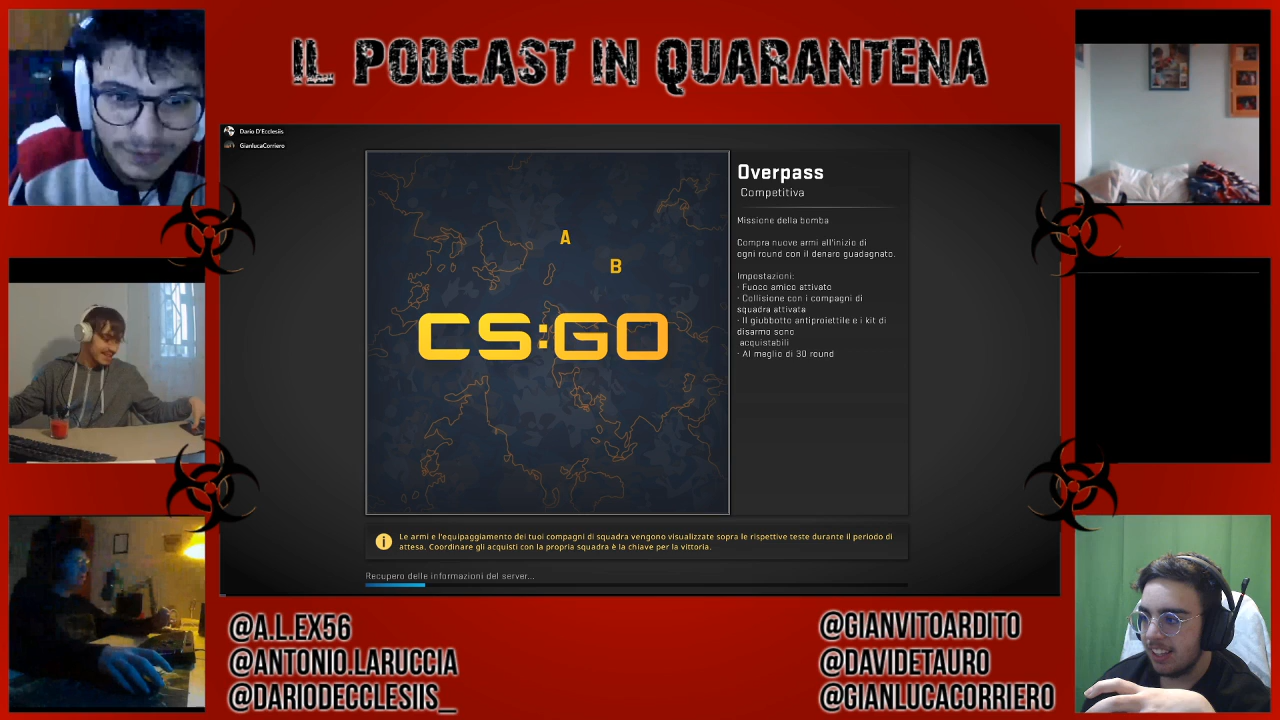 IL PODCAST IN QUARANTENA
Dario D'Ecclesiis
GianlucaCorriero
A
B
CS:GO
Overpass
Competitiva
Missione della bomba
Compra nuove armi all'inizio di
ogni round con il denaro guadagnato.
Impostazioni:
· Fuoco amico attivato
· Collisione con i compagni di
squadra attivata
· Il giubbotto antiproiettile e i kit di
disarmo sono
acquistabili
· Al meglio di 30 round
i
Le armi e l'equipaggiamento dei tuoi compagni di squadra vengono visualizzate sopra le rispettive teste durante il periodo di
attesa. Coordinare gli acquisti con la propria squadra è la chiave per la vittoria.
Recupero delle informazioni del server...
@A.L.EX56
@ANTONIO.LARUCCIA
@DARIODECCLESIIS_
@GIANVITOARDITO
@DAVIDETAURO
@GIANLUCACORRIERO